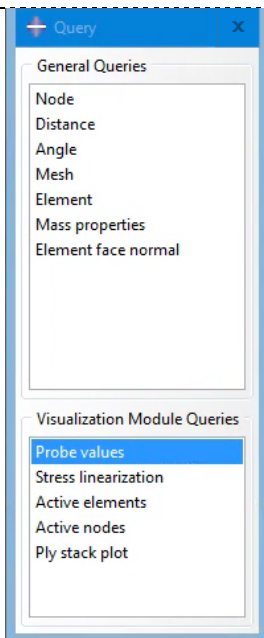 Query
x
General Queries
Node
Distance
Angle
Mesh
Element
Mass properties
Element face normal
Visualization Module Queries
Probe values
Stress linearization
Active elements
Active nodes
Ply stack plot